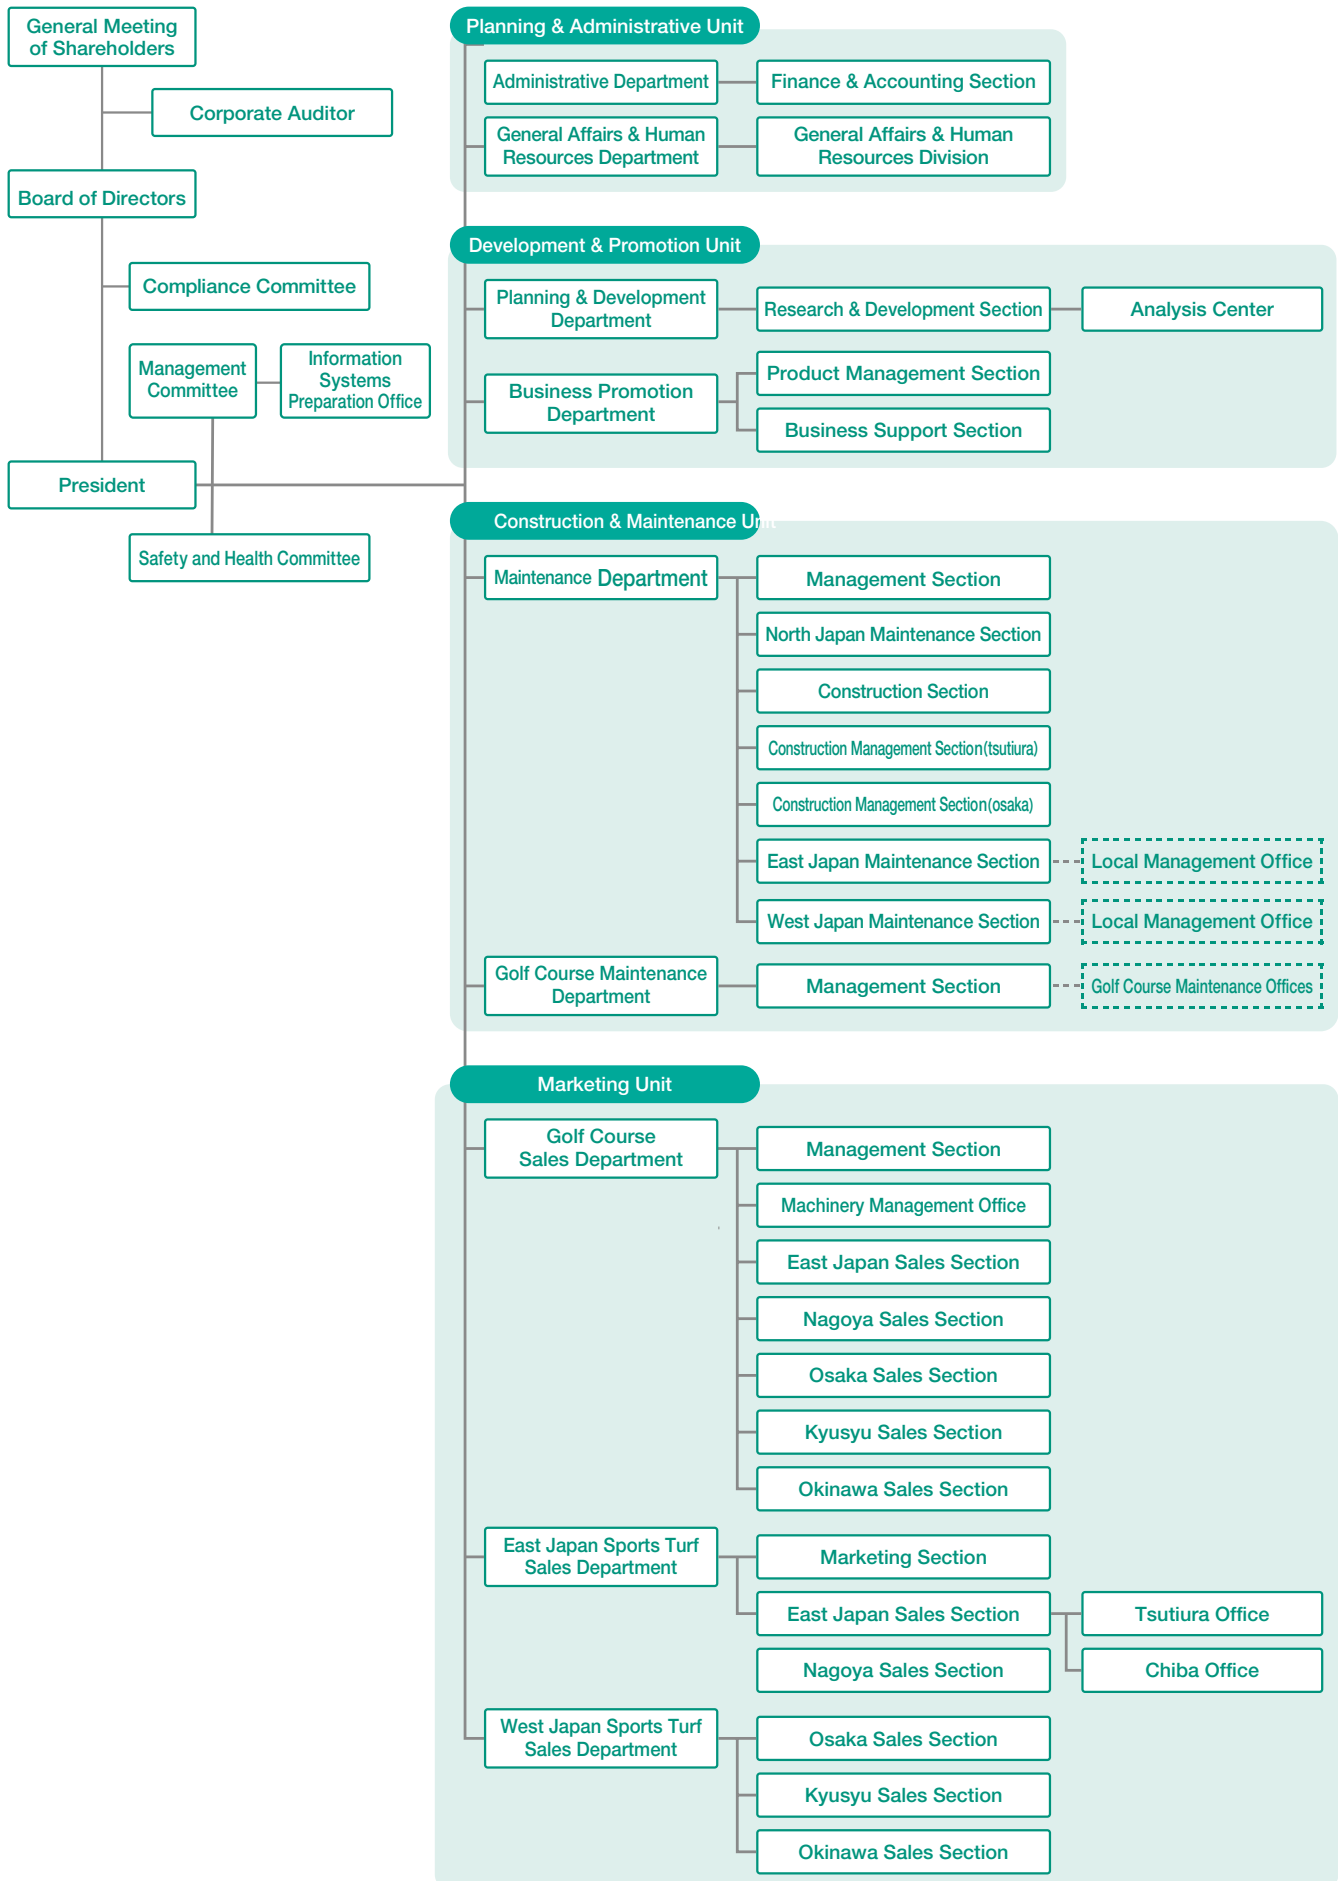 General Meeting
of Shareholders
Corporate Auditor
Board of Directors
Compliance Committee
Management
Committee
Information
Systems
Preparation Office
President
Safety and Health Committee
Planning & Administrative Unit
Administrative Department
Finance & Accounting Section
General Affairs & Human
Resources Department
General Affairs & Human
Resources Division
Development & Promotion Unit
Planning & Development
Department
Research & Development Section
Analysis Center
Business Promotion
Department
Product Management Section
Business Support Section
Construction & Maintenance Unit
Maintenance Department
Management Section
North Japan Maintenance Section
Construction Section
Construction Management Section(tsutiura)
Construction Management Section(osaka)
East Japan Maintenance Section
Local Management Office
West Japan Maintenance Section
Local Management Office
Golf Course Maintenance
Department
Management Section
Golf Course Maintenance Offices
Marketing Unit
Golf Course
Sales Department
Management Section
Machinery Management Office
East Japan Sales Section
Nagoya Sales Section
Osaka Sales Section
Kyusyu Sales Section
Okinawa Sales Section
East Japan Sports Turf
Sales Department
Marketing Section
East Japan Sales Section
Tsutiura Office
Chiba Office
Nagoya Sales Section
West Japan Sports Turf
Sales Department
Osaka Sales Section
Kyusyu Sales Section
Okinawa Sales Section